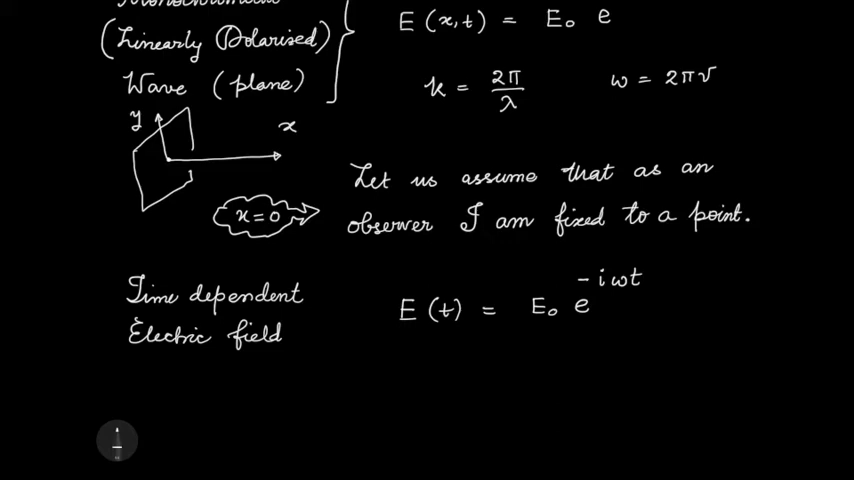 (Linearly Polarised)
Wave (plane)
E (x,t) = E₀ e
k = 2π/λ
ω = 2πν
y
x
x = 0
Let us assume that as an
observer I am fixed to a point.
Time dependent
Electric field
E (t) = E₀ e^{-iωt}